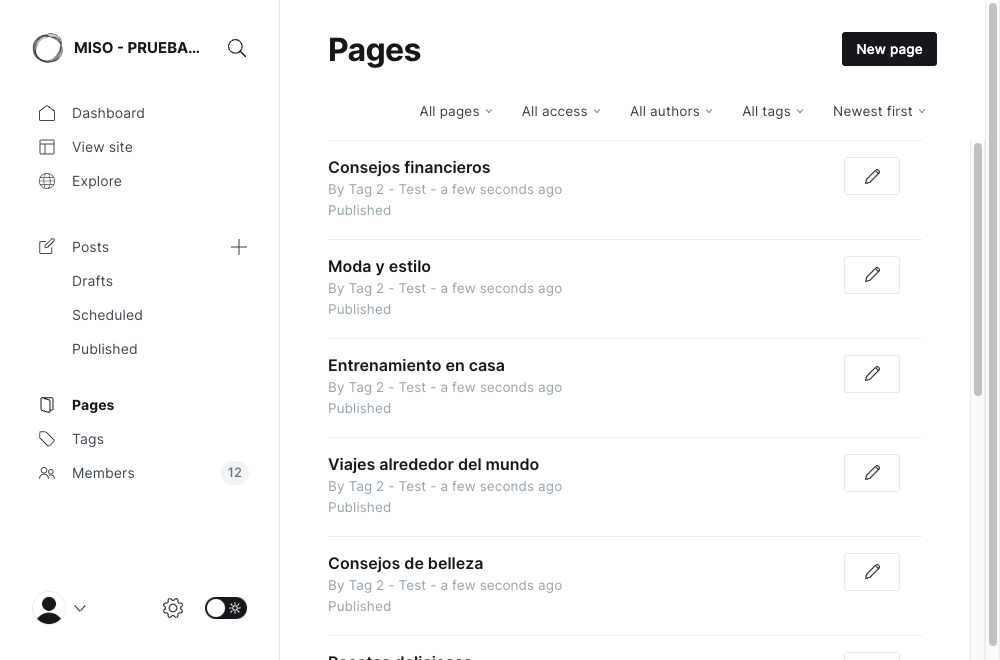 MISO - PRUEBA...
Dashboard
View site
Explore
Posts
Drafts
Scheduled
Published
Pages
Tags
Members
12
Pages
New page
All pages
All access
All authors
All tags
Newest first
Consejos financieros
By Tag 2 - Test - a few seconds ago
Published
Moda y estilo
By Tag 2 - Test - a few seconds ago
Published
Entrenamiento en casa
By Tag 2 - Test - a few seconds ago
Published
Viajes alrededor del mundo
By Tag 2 - Test - a few seconds ago
Published
Consejos de belleza
By Tag 2 - Test - a few seconds ago
Published